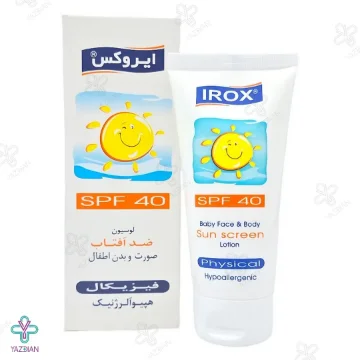 ایروکس®
SPF 40
لوسیون
ضد آفتاب
صورت و بدن اطفال
فیزیکال
هیپوآلرژنیک
IROX®
SPF 40
Baby Face & Body
Sun screen
Lotion
Physical
Hypoallergenic
YAZDIAN